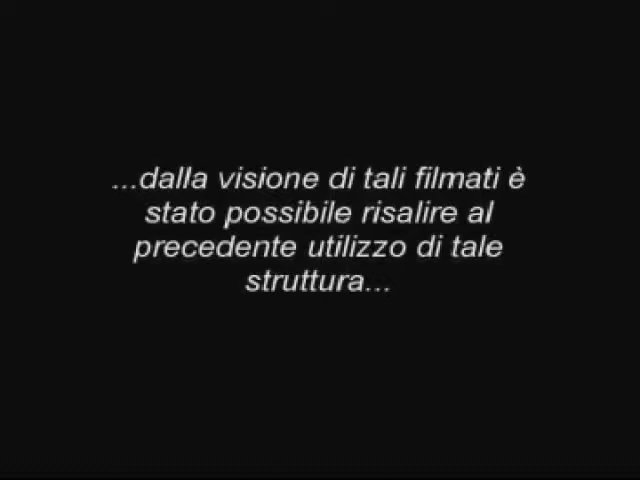 ...dalla visione di tali filmati è
stato possibile risalire al
precedente utilizzo di tale
struttura...